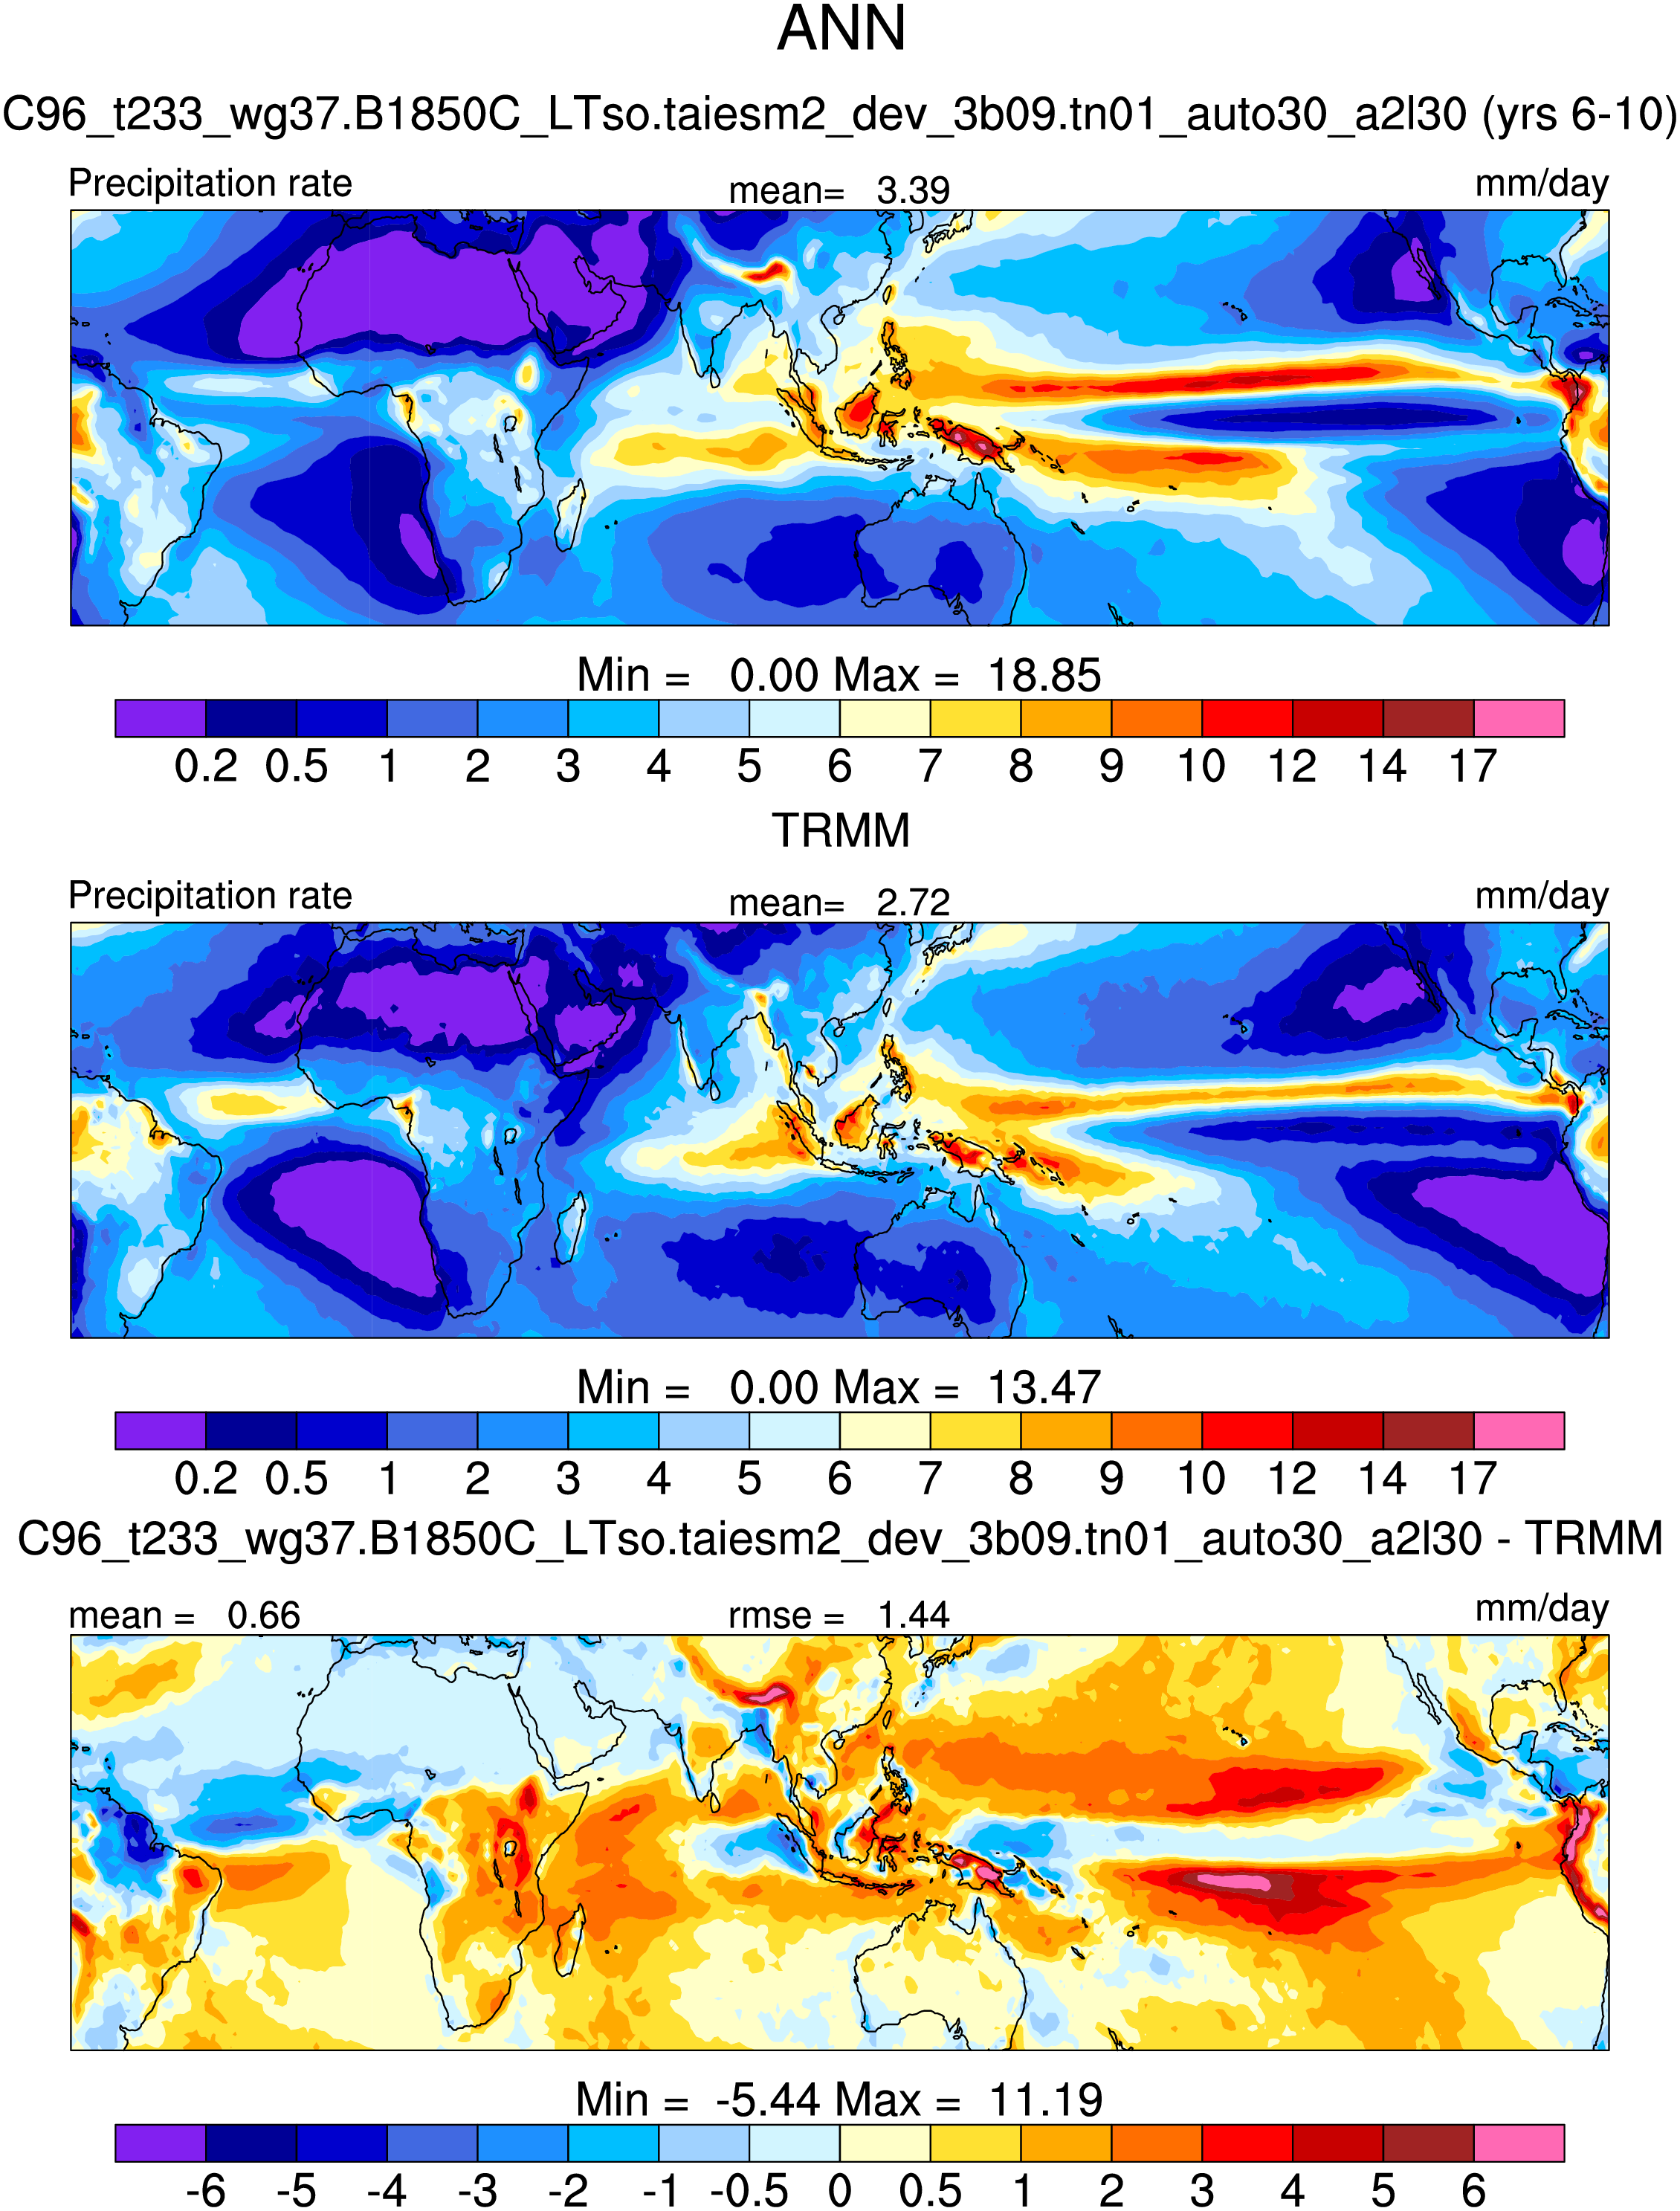 ANN
C96_t233_wg37.B1850C_LTso.taiesm2_dev_3b09.tn01_auto30_a2l30 (yrs 6-10)
Precipitation rate mean= 3.39 mm/day
Min = 0.00 Max = 18.85
0.2 0.5 1 2 3 4 5 6 7 8 9 10 12 14 17
TRMM
Precipitation rate mean= 2.72 mm/day
Min = 0.00 Max = 13.47
0.2 0.5 1 2 3 4 5 6 7 8 9 10 12 14 17
C96_t233_wg37.B1850C_LTso.taiesm2_dev_3b09.tn01_auto30_a2l30 - TRMM
mean = 0.66 rmse = 1.44 mm/day
Min = -5.44 Max = 11.19
-6 -5 -4 -3 -2 -1 -0.5 0 0.5 1 2 3 4 5 6